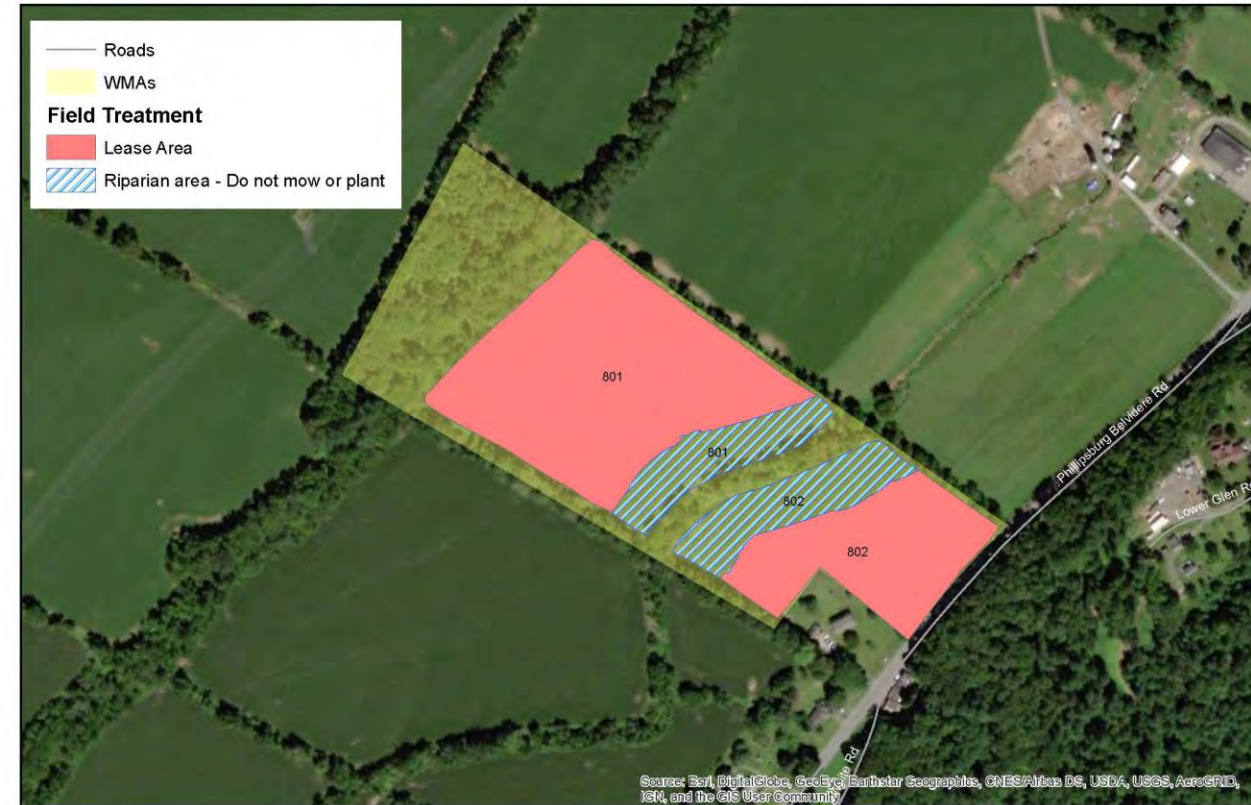 Roads
WMAs
Field Treatment
Lease Area
Riparian area - Do not mow or plant
801
801
802
802
Phillipsburg Belvidere Rd
Lower Glen Rd
Source: Esri, DigitalGlobe, GeoEye, Earthstar Geographics, CNES/Airbus DS, USDA, USGS, AeroGRID,
IGN, and the GIS User Community